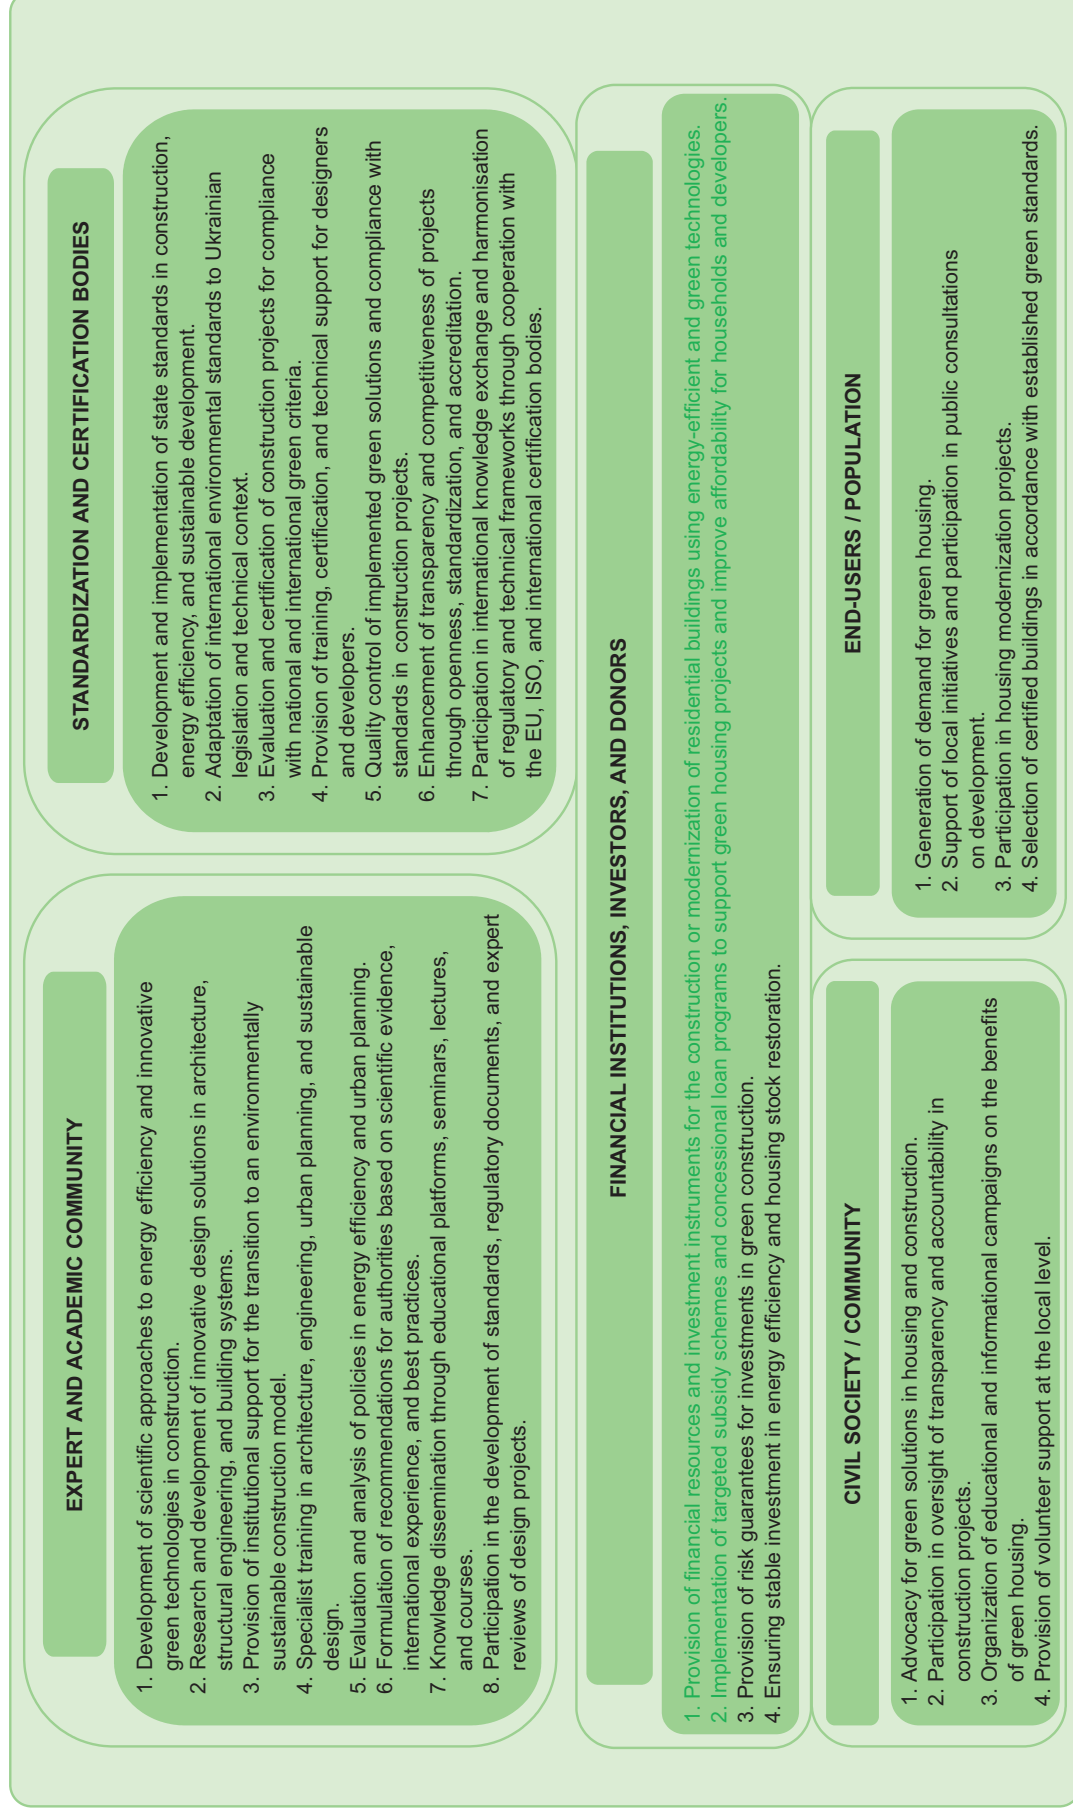 EXPERT AND ACADEMIC COMMUNITY
1. Development of scientific approaches to energy efficiency and innovative
green technologies in construction.
2. Research and development of innovative design solutions in architecture,
structural engineering, and building systems.
3. Provision of institutional support for the transition to an environmentally
sustainable construction model.
4. Specialist training in architecture, engineering, urban planning, and sustainable
design.
5. Evaluation and analysis of policies in energy efficiency and urban planning.
6. Formulation of recommendations for authorities based on scientific evidence,
international experience, and best practices.
7. Knowledge dissemination through educational platforms, seminars, lectures,
and courses.
8. Participation in the development of standards, regulatory documents, and expert
reviews of design projects.
STANDARDIZATION AND CERTIFICATION BODIES
1. Development and implementation of state standards in construction,
energy efficiency, and sustainable development.
2. Adaptation of international environmental standards to Ukrainian
legislation and technical context.
3. Evaluation and certification of construction projects for compliance
with national and international green criteria.
4. Provision of training, certification, and technical support for designers
and developers.
5. Quality control of implemented green solutions and compliance with
standards in construction projects.
6. Enhancement of transparency and competitiveness of projects
through openness, standardization, and accreditation.
7. Participation in international knowledge exchange and harmonisation
of regulatory and technical frameworks through cooperation with
the EU, ISO, and international certification bodies.
FINANCIAL INSTITUTIONS, INVESTORS, AND DONORS
1. Provision of financial resources and investment instruments for the construction or modernization of residential buildings using energy-efficient and green technologies.
2. Implementation of targeted subsidy schemes and concessional loan programs to support green housing projects and improve affordability for households and developers.
3. Provision of risk guarantees for investments in green construction.
4. Ensuring stable investment in energy efficiency and housing stock restoration.
CIVIL SOCIETY / COMMUNITY
1. Advocacy for green solutions in housing and construction.
2. Participation in oversight of transparency and accountability in
construction projects.
3. Organization of educational and informational campaigns on the benefits
of green housing.
4. Provision of volunteer support at the local level.
END-USERS / POPULATION
1. Generation of demand for green housing.
2. Support of local initiatives and participation in public consultations
on development.
3. Participation in housing modernization projects.
4. Selection of certified buildings in accordance with established green standards.